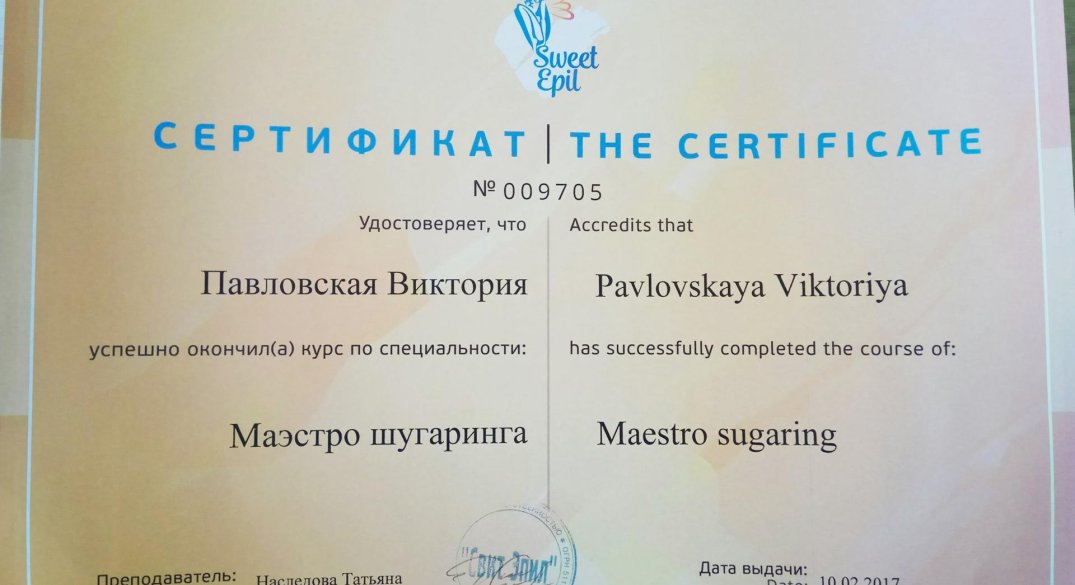 Sweet
Epil
СЕРТИФИКАТ | THE CERTIFICATE
№ 009705
Удостоверяет, что
Accredits that
Павловская Виктория
Pavlovskaya Viktoriya
успешно окончил(а) курс по специальности:
has successfully completed the course of:
Маэстро шугаринга
Maestro sugaring
"Свит Эпил"
Преподаватель: Наследова Татьяна
Дата выдачи:
Date: 10.02.2017